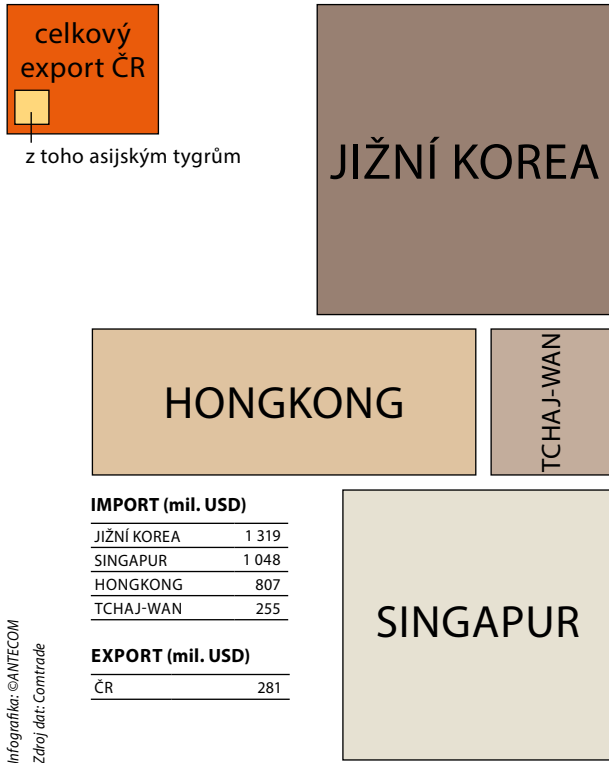 celkový
export ČR
z toho asijským tygrům
JIŽNÍ KOREA
HONGKONG
TCHAJ-WAN
SINGAPUR
IMPORT (mil. USD)
JIŽNÍ KOREA 1 319
SINGAPUR 1 048
HONGKONG 807
TCHAJ-WAN 255
EXPORT (mil. USD)
ČR 281
Infografika: ©ANTECOM
Zdroj dat: Comtrade